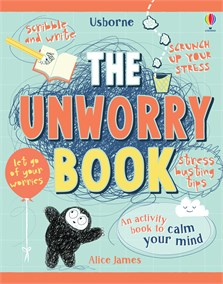 Usborne
scribble
and write
SCRUNCH
UP YOUR
STRESS
THE
UNWORRY
BOOK
let go
of your
worries
stress
busting
tips
An activity
book to calm
your mind
Alice James